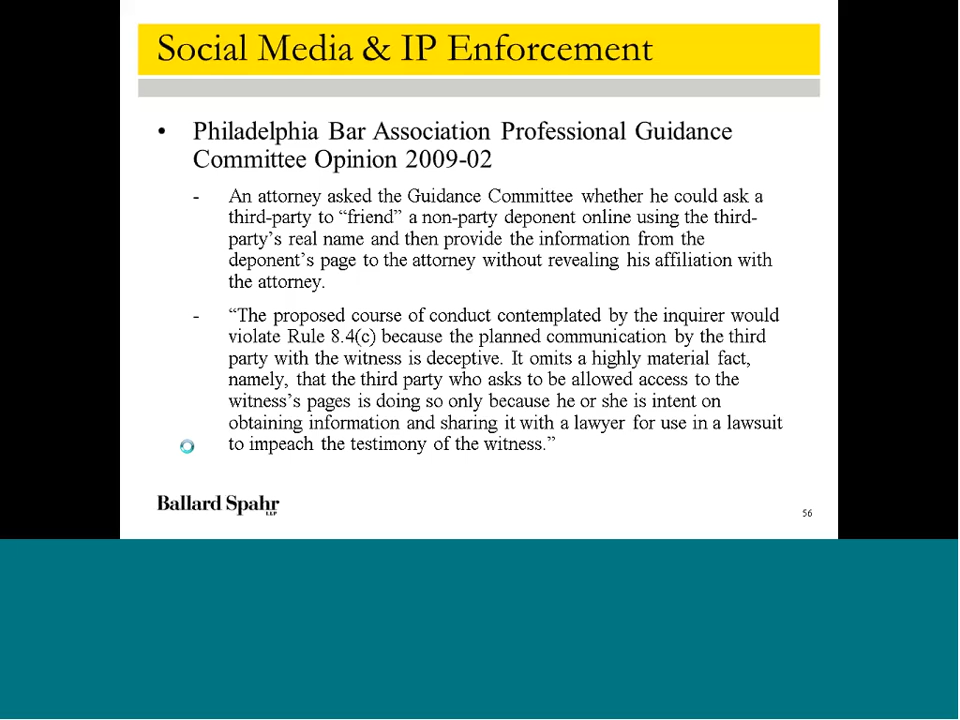 Social Media & IP Enforcement
• Philadelphia Bar Association Professional Guidance
Committee Opinion 2009-02
- An attorney asked the Guidance Committee whether he could ask a
third-party to “friend” a non-party deponent online using the third-
party’s real name and then provide the information from the
deponent’s page to the attorney without revealing his affiliation with
the attorney.
- “The proposed course of conduct contemplated by the inquirer would
violate Rule 8.4(c) because the planned communication by the third
party with the witness is deceptive. It omits a highly material fact,
namely, that the third party who asks to be allowed access to the
witness’s pages is doing so only because he or she is intent on
obtaining information and sharing it with a lawyer for use in a lawsuit
to impeach the testimony of the witness.”
Ballard Spahr
LLP
56